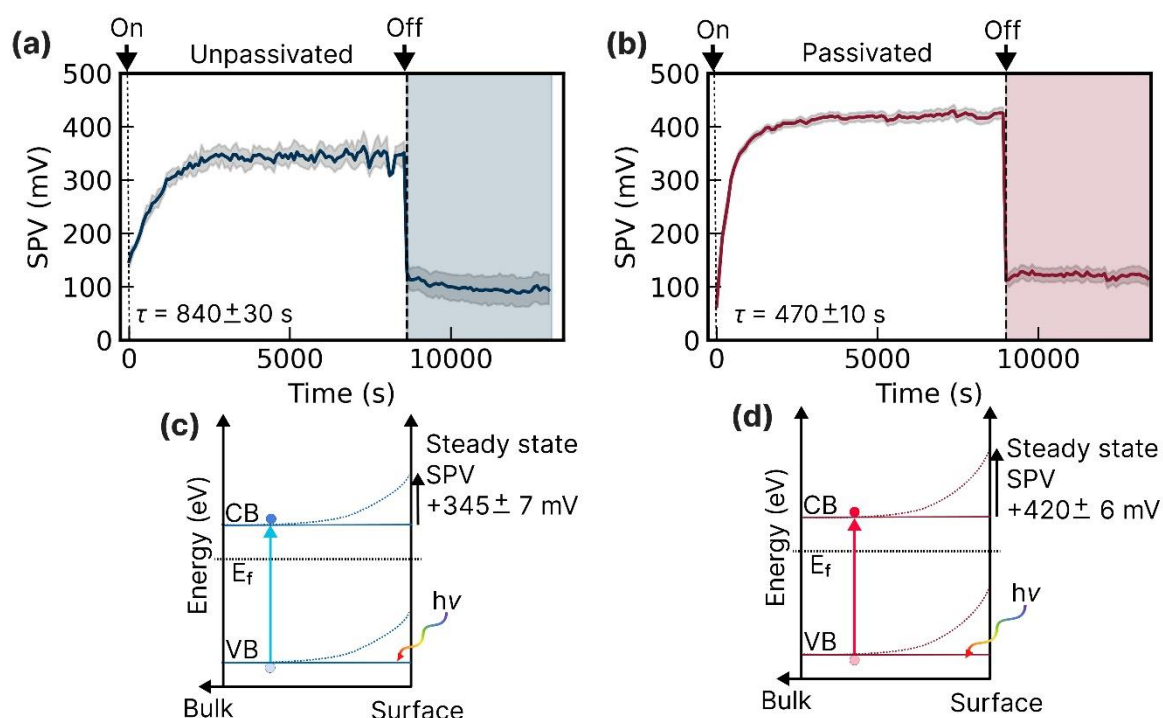 (a)
On
Off
Unpassivated
500
400
300
200
100
0
SPV (mV)
τ = 840±30 s
0
5000
10000
Time (s)
(b)
On
Off
Passivated
500
400
300
200
100
0
SPV (mV)
τ = 470±10 s
0
5000
10000
Time (s)
(c)
Steady state
SPV
+345± 7 mV
Energy (eV)
CB
Ef
hν
VB
Bulk
Surface
(d)
Steady state
SPV
+420± 6 mV
Energy (eV)
CB
Ef
hν
VB
Bulk
Surface